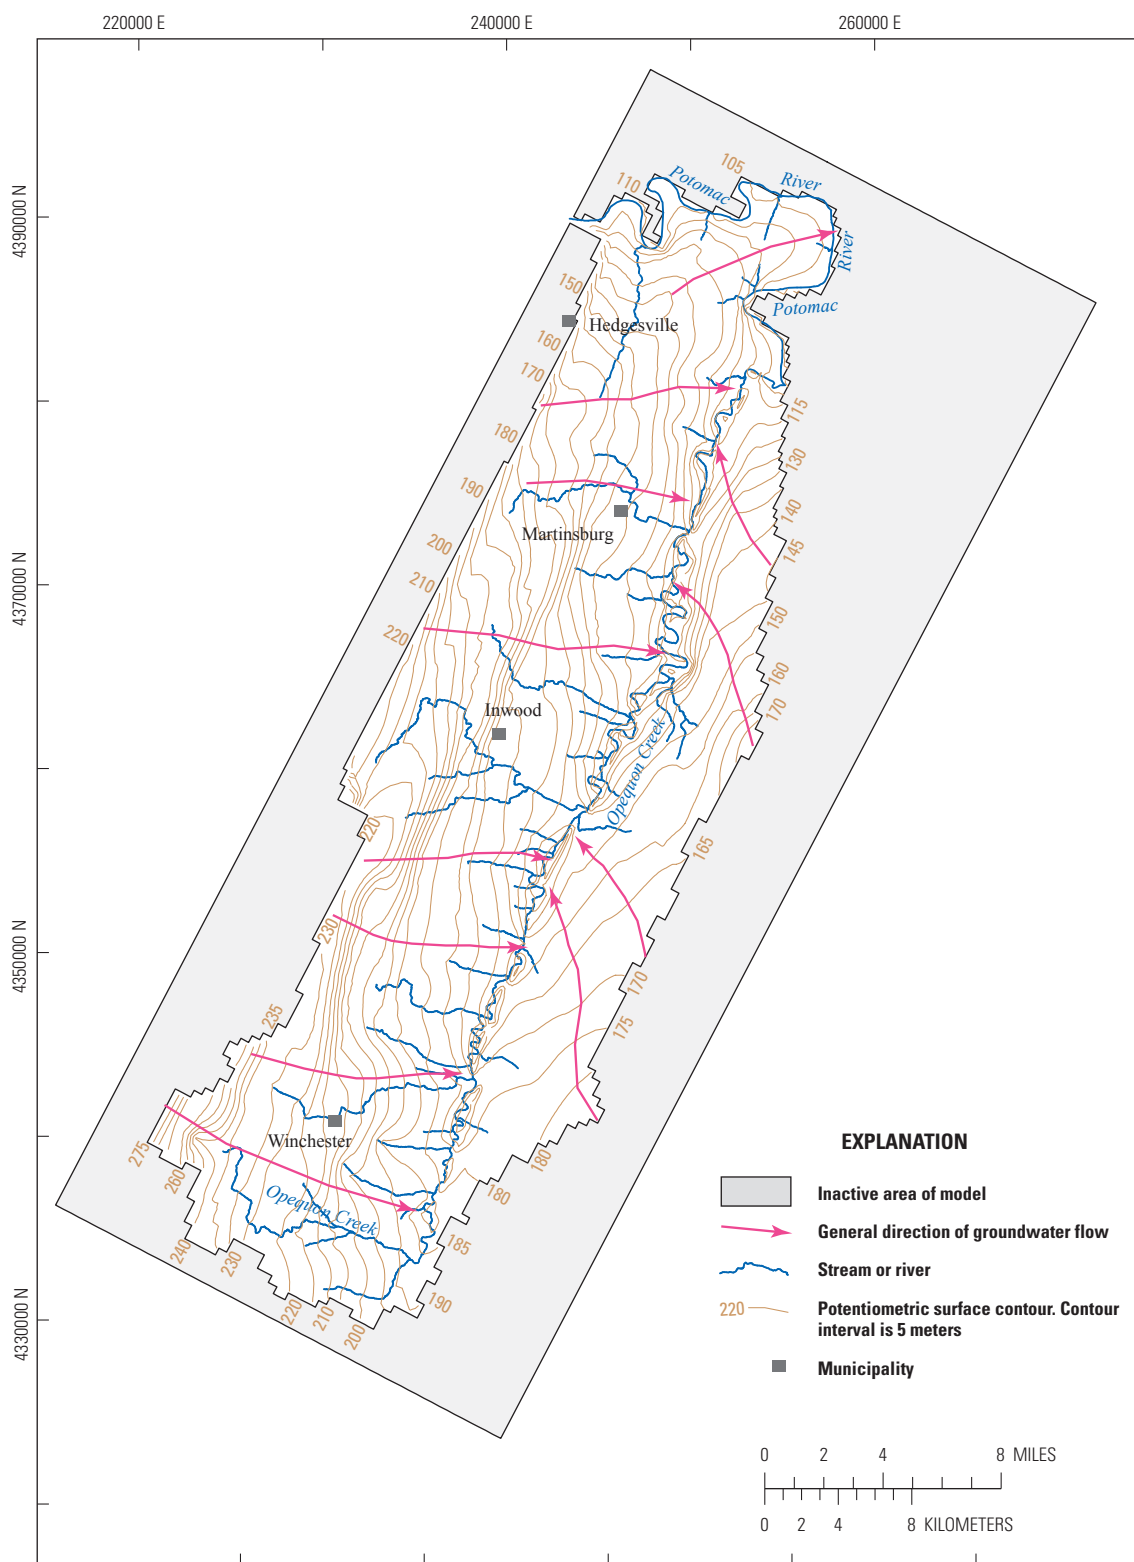 220000 E
240000 E
260000 E
4390000 N
4370000 N
4350000 N
4330000 N
105
110
Potomac
River
River
Potomac
150
Hedgesville
160
170
115
180
130
190
140
Martinsburg
145
200
210
150
220
160
170
Inwood
Opequon Creek
220
165
230
170
235
175
Winchester
275
260
180
180
Opequon Creek
240
230
185
220
210
200
190
EXPLANATION
Inactive area of model
General direction of groundwater flow
Stream or river
220
Potentiometric surface contour. Contour
interval is 5 meters
Municipality
0 2 4 8 MILES
0 2 4 8 KILOMETERS